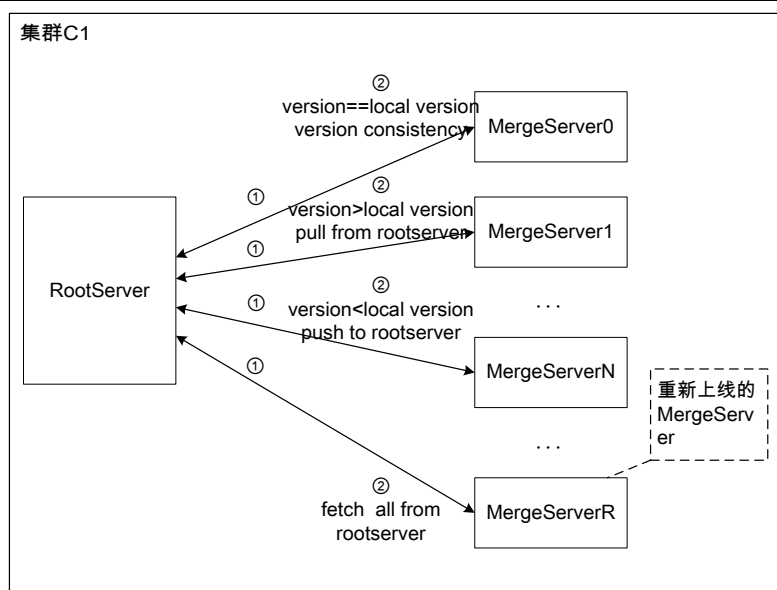 集群C1
②
version==local version
version consistency
MergeServer0
①
②
version>local version
pull from rootserver
MergeServer1
①
RootServer
②
version<local version
push to rootserver
①
...
MergeServerN
①
重新上线的
MergeServ
er
...
②
fetch all from
rootserver
MergeServerR